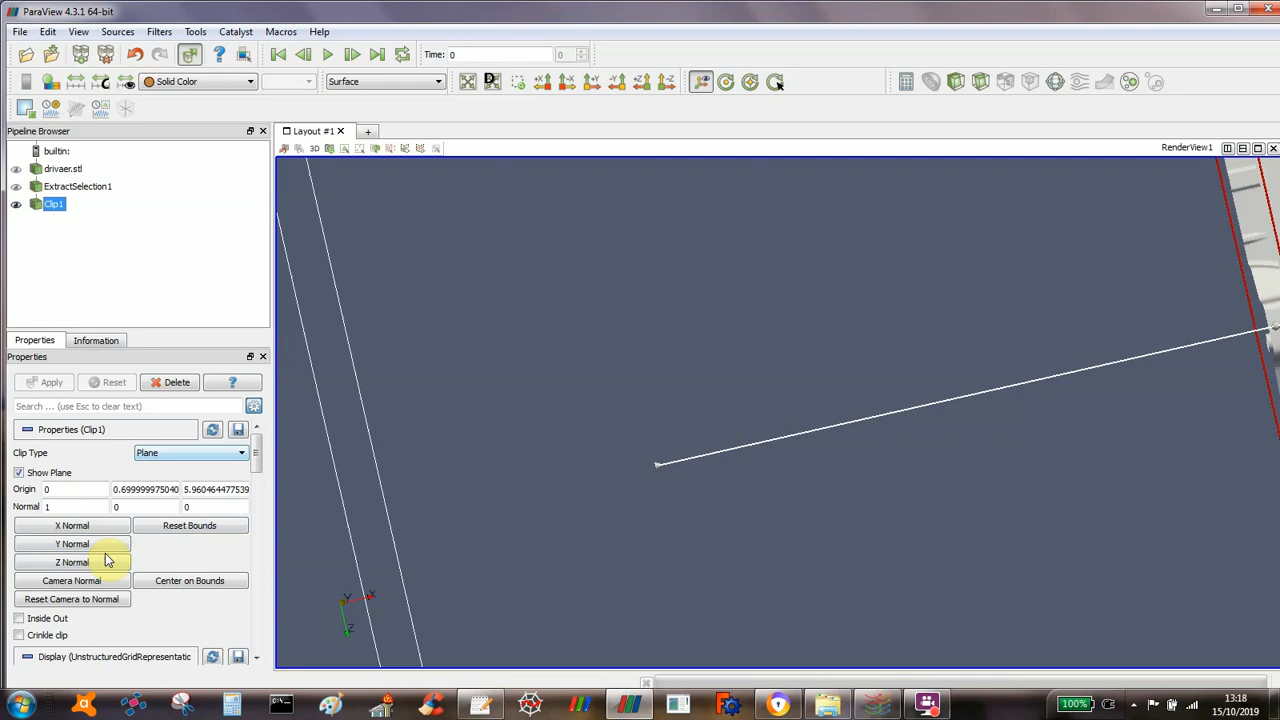 ParaView 4.3.1 64-bit
File Edit View Sources Filters Tools Catalyst Macros Help
Time: 0 0
Solid Color Surface
Pipeline Browser
Layout #1
3D RenderView1
builtin:
drivaer.stl
ExtractSelection1
Clip1
Properties Information
Properties
Apply Reset Delete ?
Search ... (use Esc to clear text)
Properties (Clip1)
Clip Type Plane
Show Plane
Origin 0 0.699999975040 5.960464477539
Normal 1 0 0
X Normal Reset Bounds
Y Normal
Z Normal
Camera Normal Center on Bounds
Reset Camera to Normal
Inside Out
Crinkle clip
Display (UnstructuredGridRepresentatic
Y X
Z
100% 13:18
15/10/2019